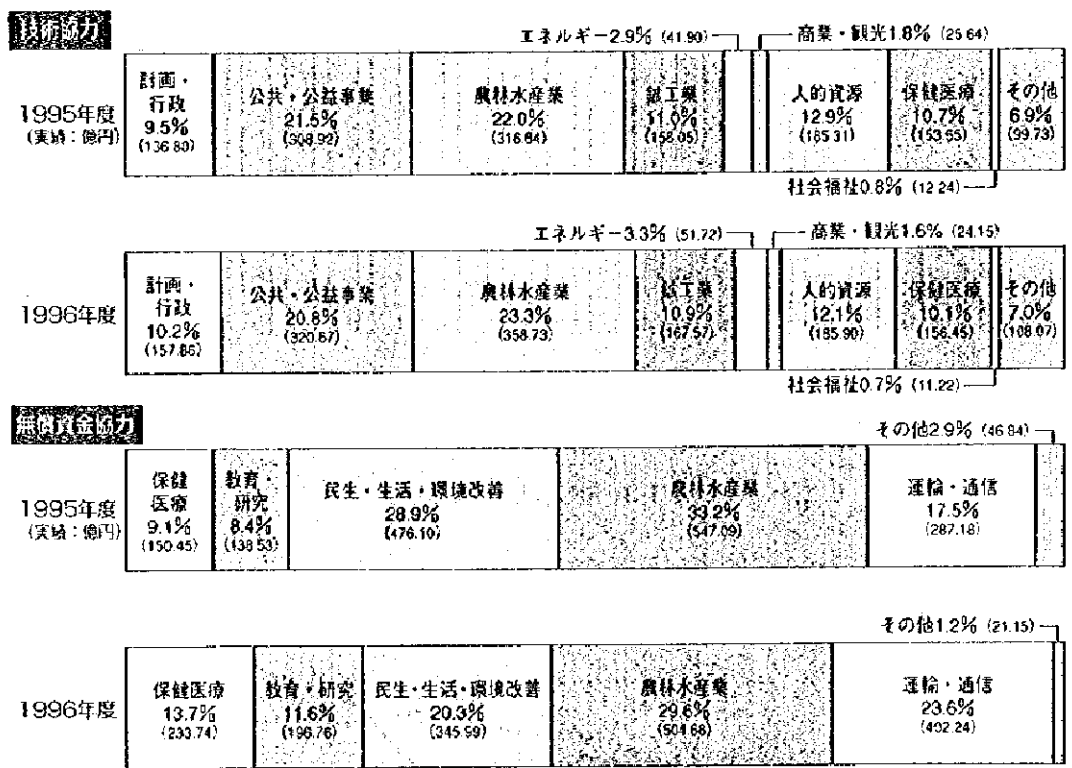 技術協力
エネルギー2.9% (41.90)
商業・観光1.8% (25.64)
1995年度
(実績:億円)
計画・
行政
9.5%
(136.80)
公共・公益事業
21.5%
(308.92)
農林水産業
22.0%
(316.64)
鉱工業
11.0%
(158.05)
人的資源
12.9%
(185.31)
保健医療
10.7%
(153.55)
その他
6.9%
(99.73)
社会福祉0.8% (12.24)
エネルギー3.3% (51.72)
商業・観光1.6% (24.15)
1996年度
計画・
行政
10.2%
(157.86)
公共・公益事業
20.8%
(320.67)
農林水産業
23.3%
(358.73)
鉱工業
10.9%
(167.57)
人的資源
12.1%
(185.90)
保健医療
10.1%
(156.45)
その他
7.0%
(108.07)
社会福祉0.7% (11.22)
無償資金協力
その他2.9% (46.84)
1995年度
(実績:億円)
保健
医療
9.1%
(150.45)
教育・
研究
8.4%
(138.53)
民生・生活・環境改善
28.9%
(476.10)
農林水産業
33.2%
(547.09)
運輸・通信
17.5%
(287.18)
その他1.2% (21.15)
1996年度
保健医療
13.7%
(233.74)
教育・研究
11.6%
(196.76)
民生・生活・環境改善
20.3%
(345.99)
農林水産業
29.6%
(504.68)
運輸・通信
23.6%
(402.24)